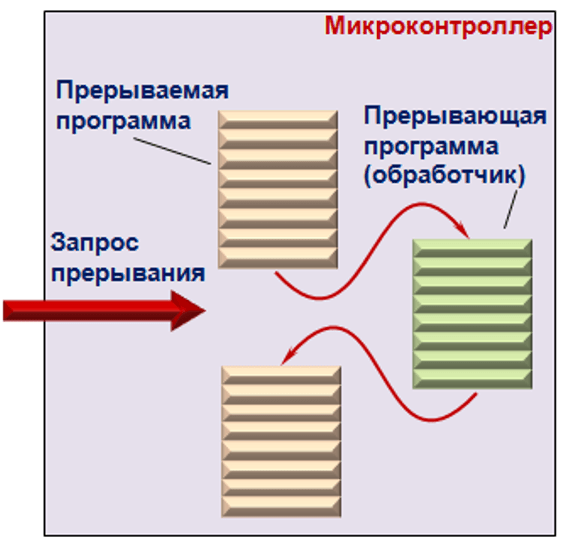 Микроконтроллер
Прерываемая
программа
Прерывающая
программа
(обработчик)
Запрос
прерывания